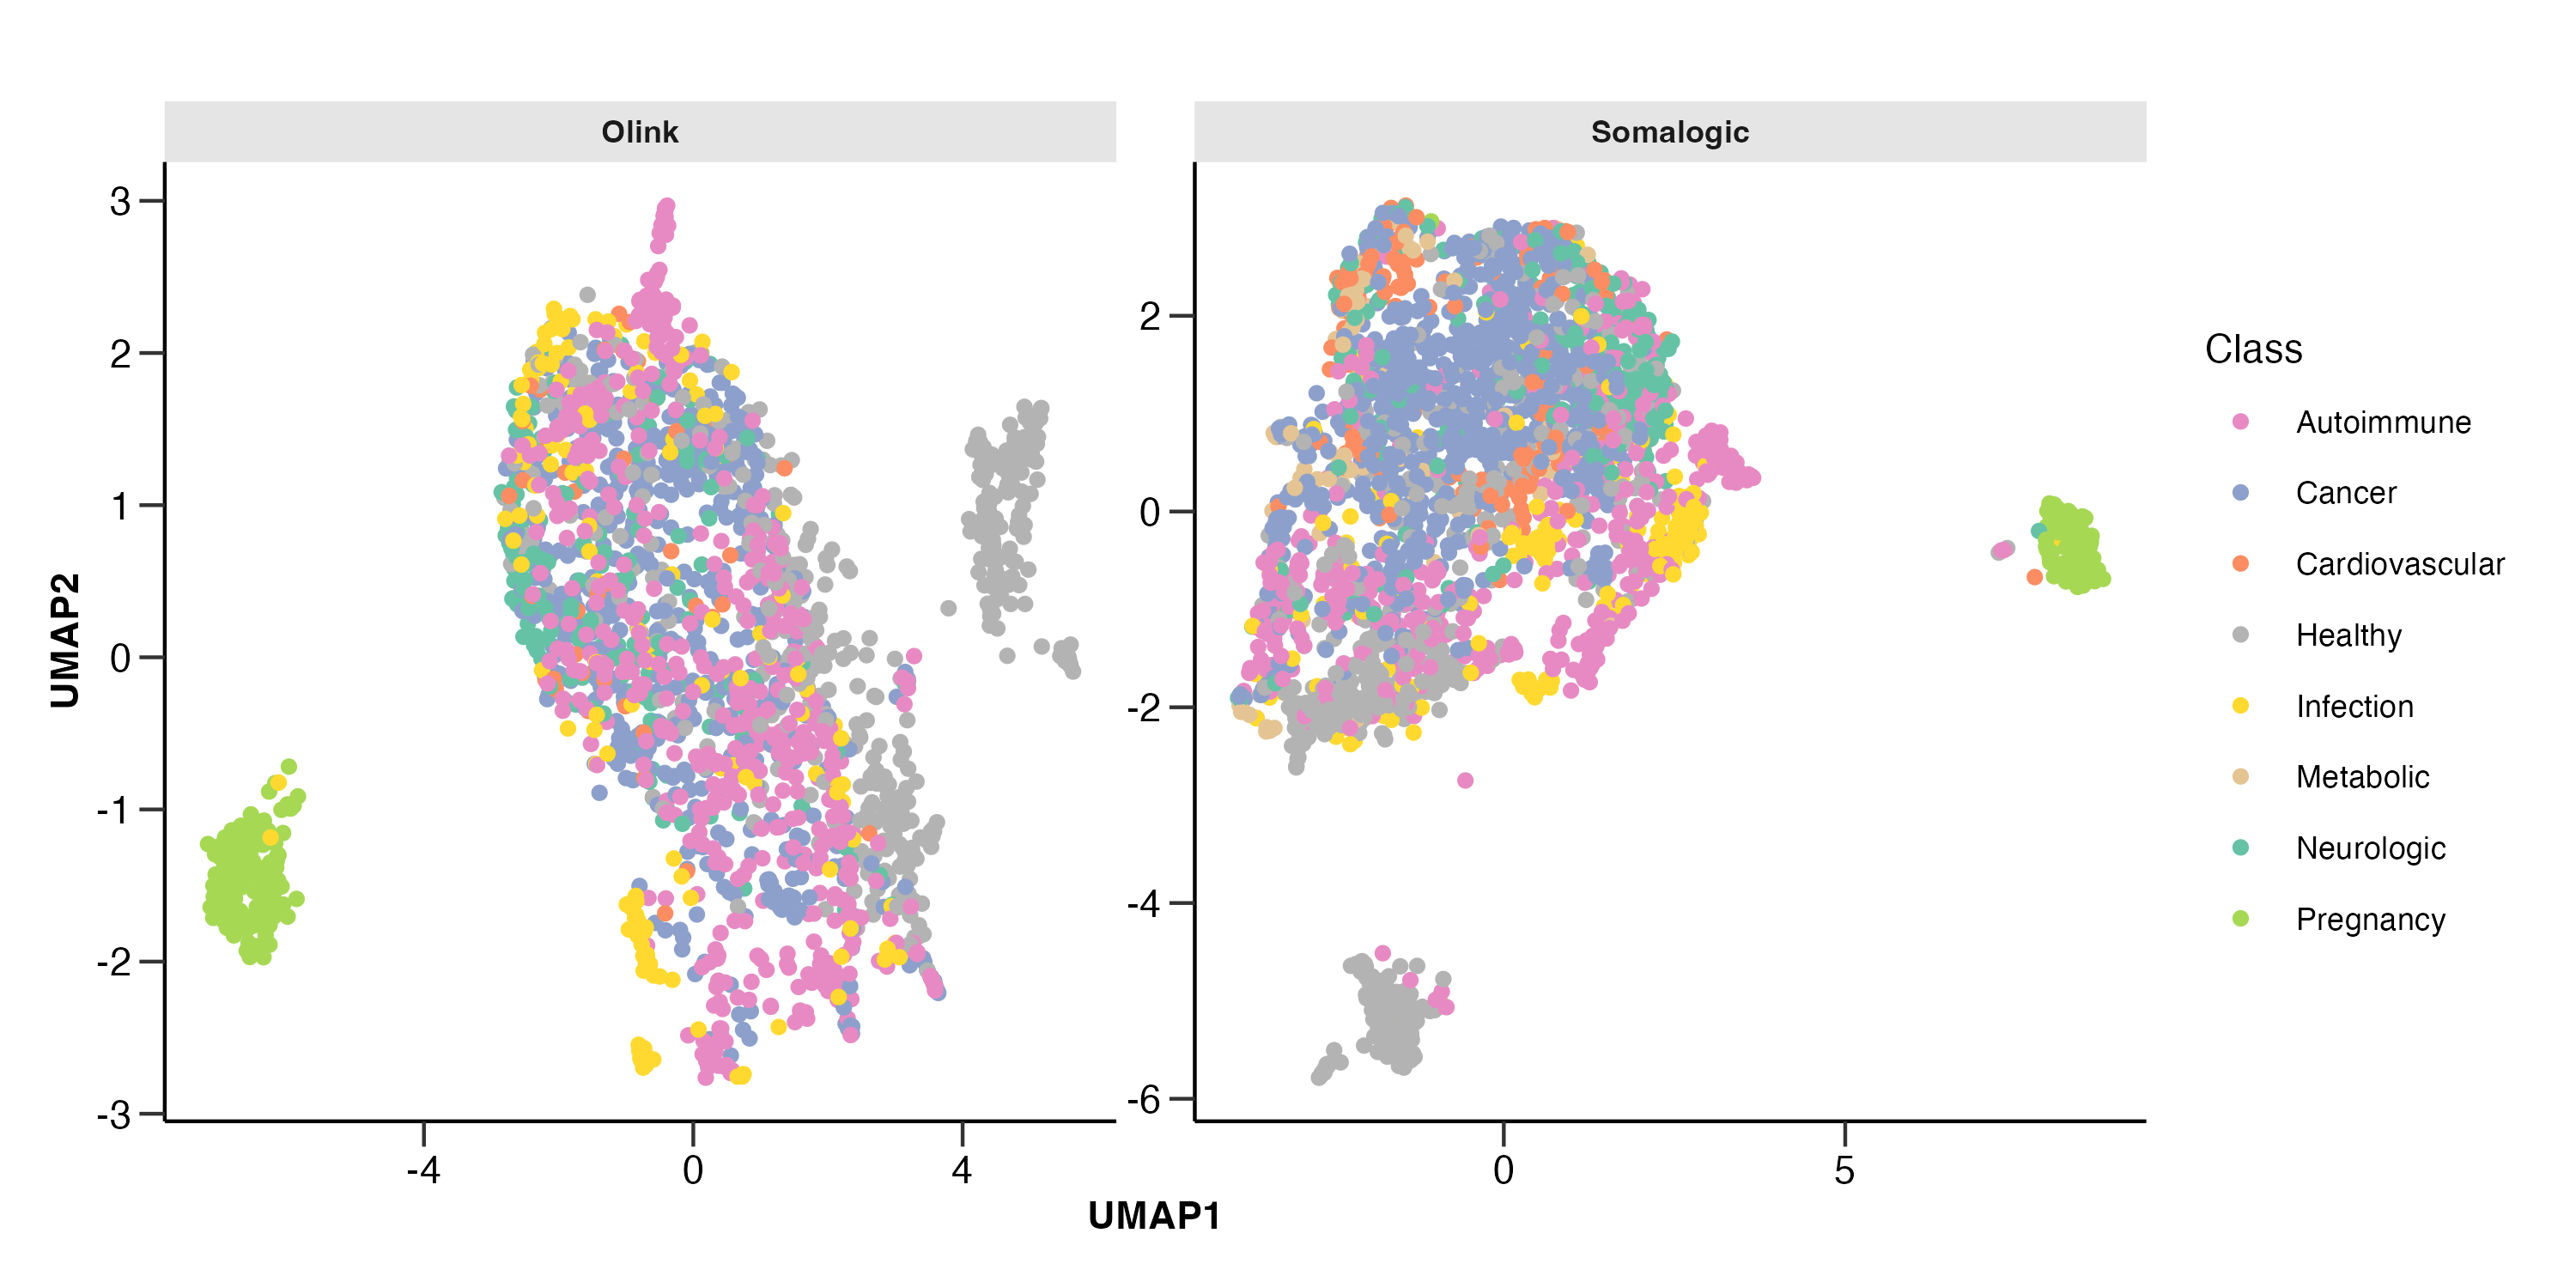 Olink
Somalogic
3
2
1
0
-1
-2
-3
2
0
-2
-4
-6
UMAP2
-4
0
4
0
5
UMAP1
Class
Autoimmune
Cancer
Cardiovascular
Healthy
Infection
Metabolic
Neurologic
Pregnancy